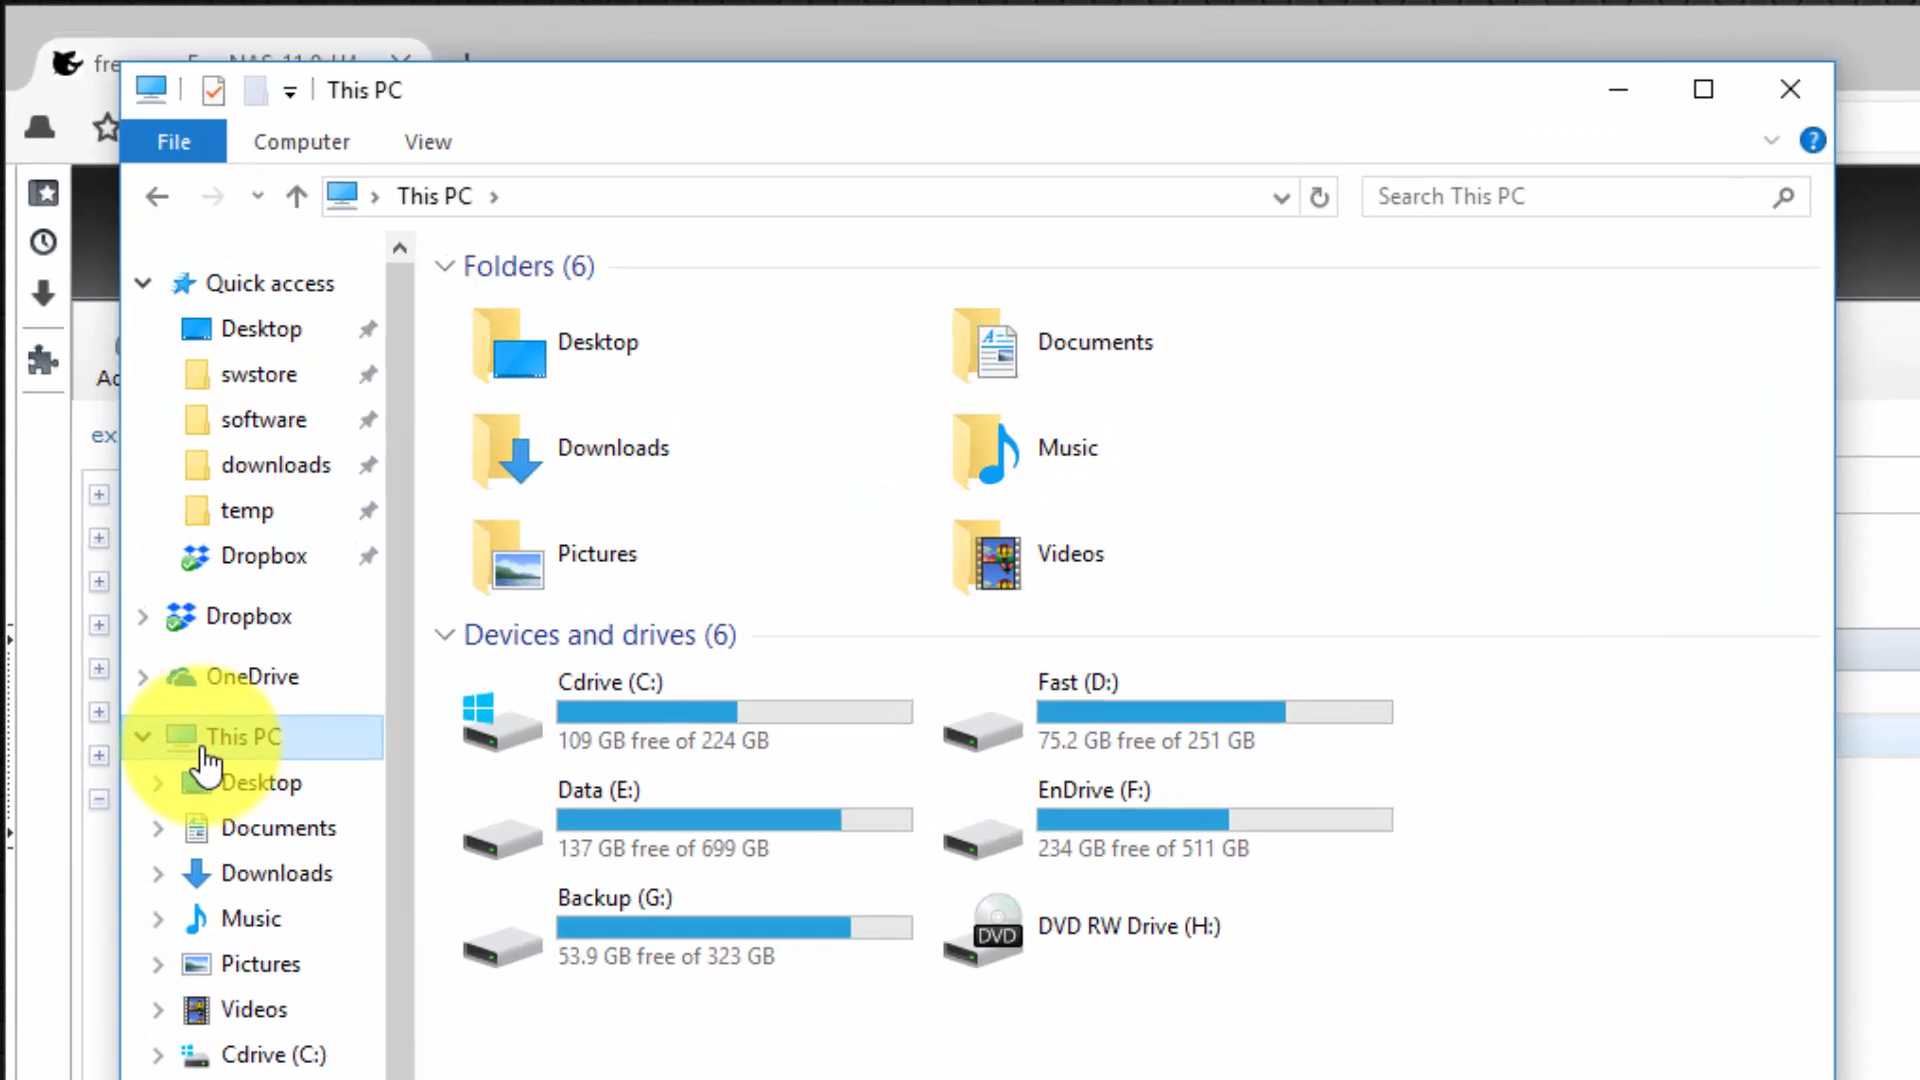 This PC
File
Computer
View
This PC
Search This PC
Quick access
Desktop
swstore
software
downloads
temp
Dropbox
Dropbox
OneDrive
This PC
Desktop
Documents
Downloads
Music
Pictures
Videos
Cdrive (C:)
Folders (6)
Desktop
Documents
Downloads
Music
Pictures
Videos
Devices and drives (6)
Cdrive (C:)
109 GB free of 224 GB
Fast (D:)
75.2 GB free of 251 GB
Data (E:)
137 GB free of 699 GB
EnDrive (F:)
234 GB free of 511 GB
Backup (G:)
53.9 GB free of 323 GB
DVD
DVD RW Drive (H:)